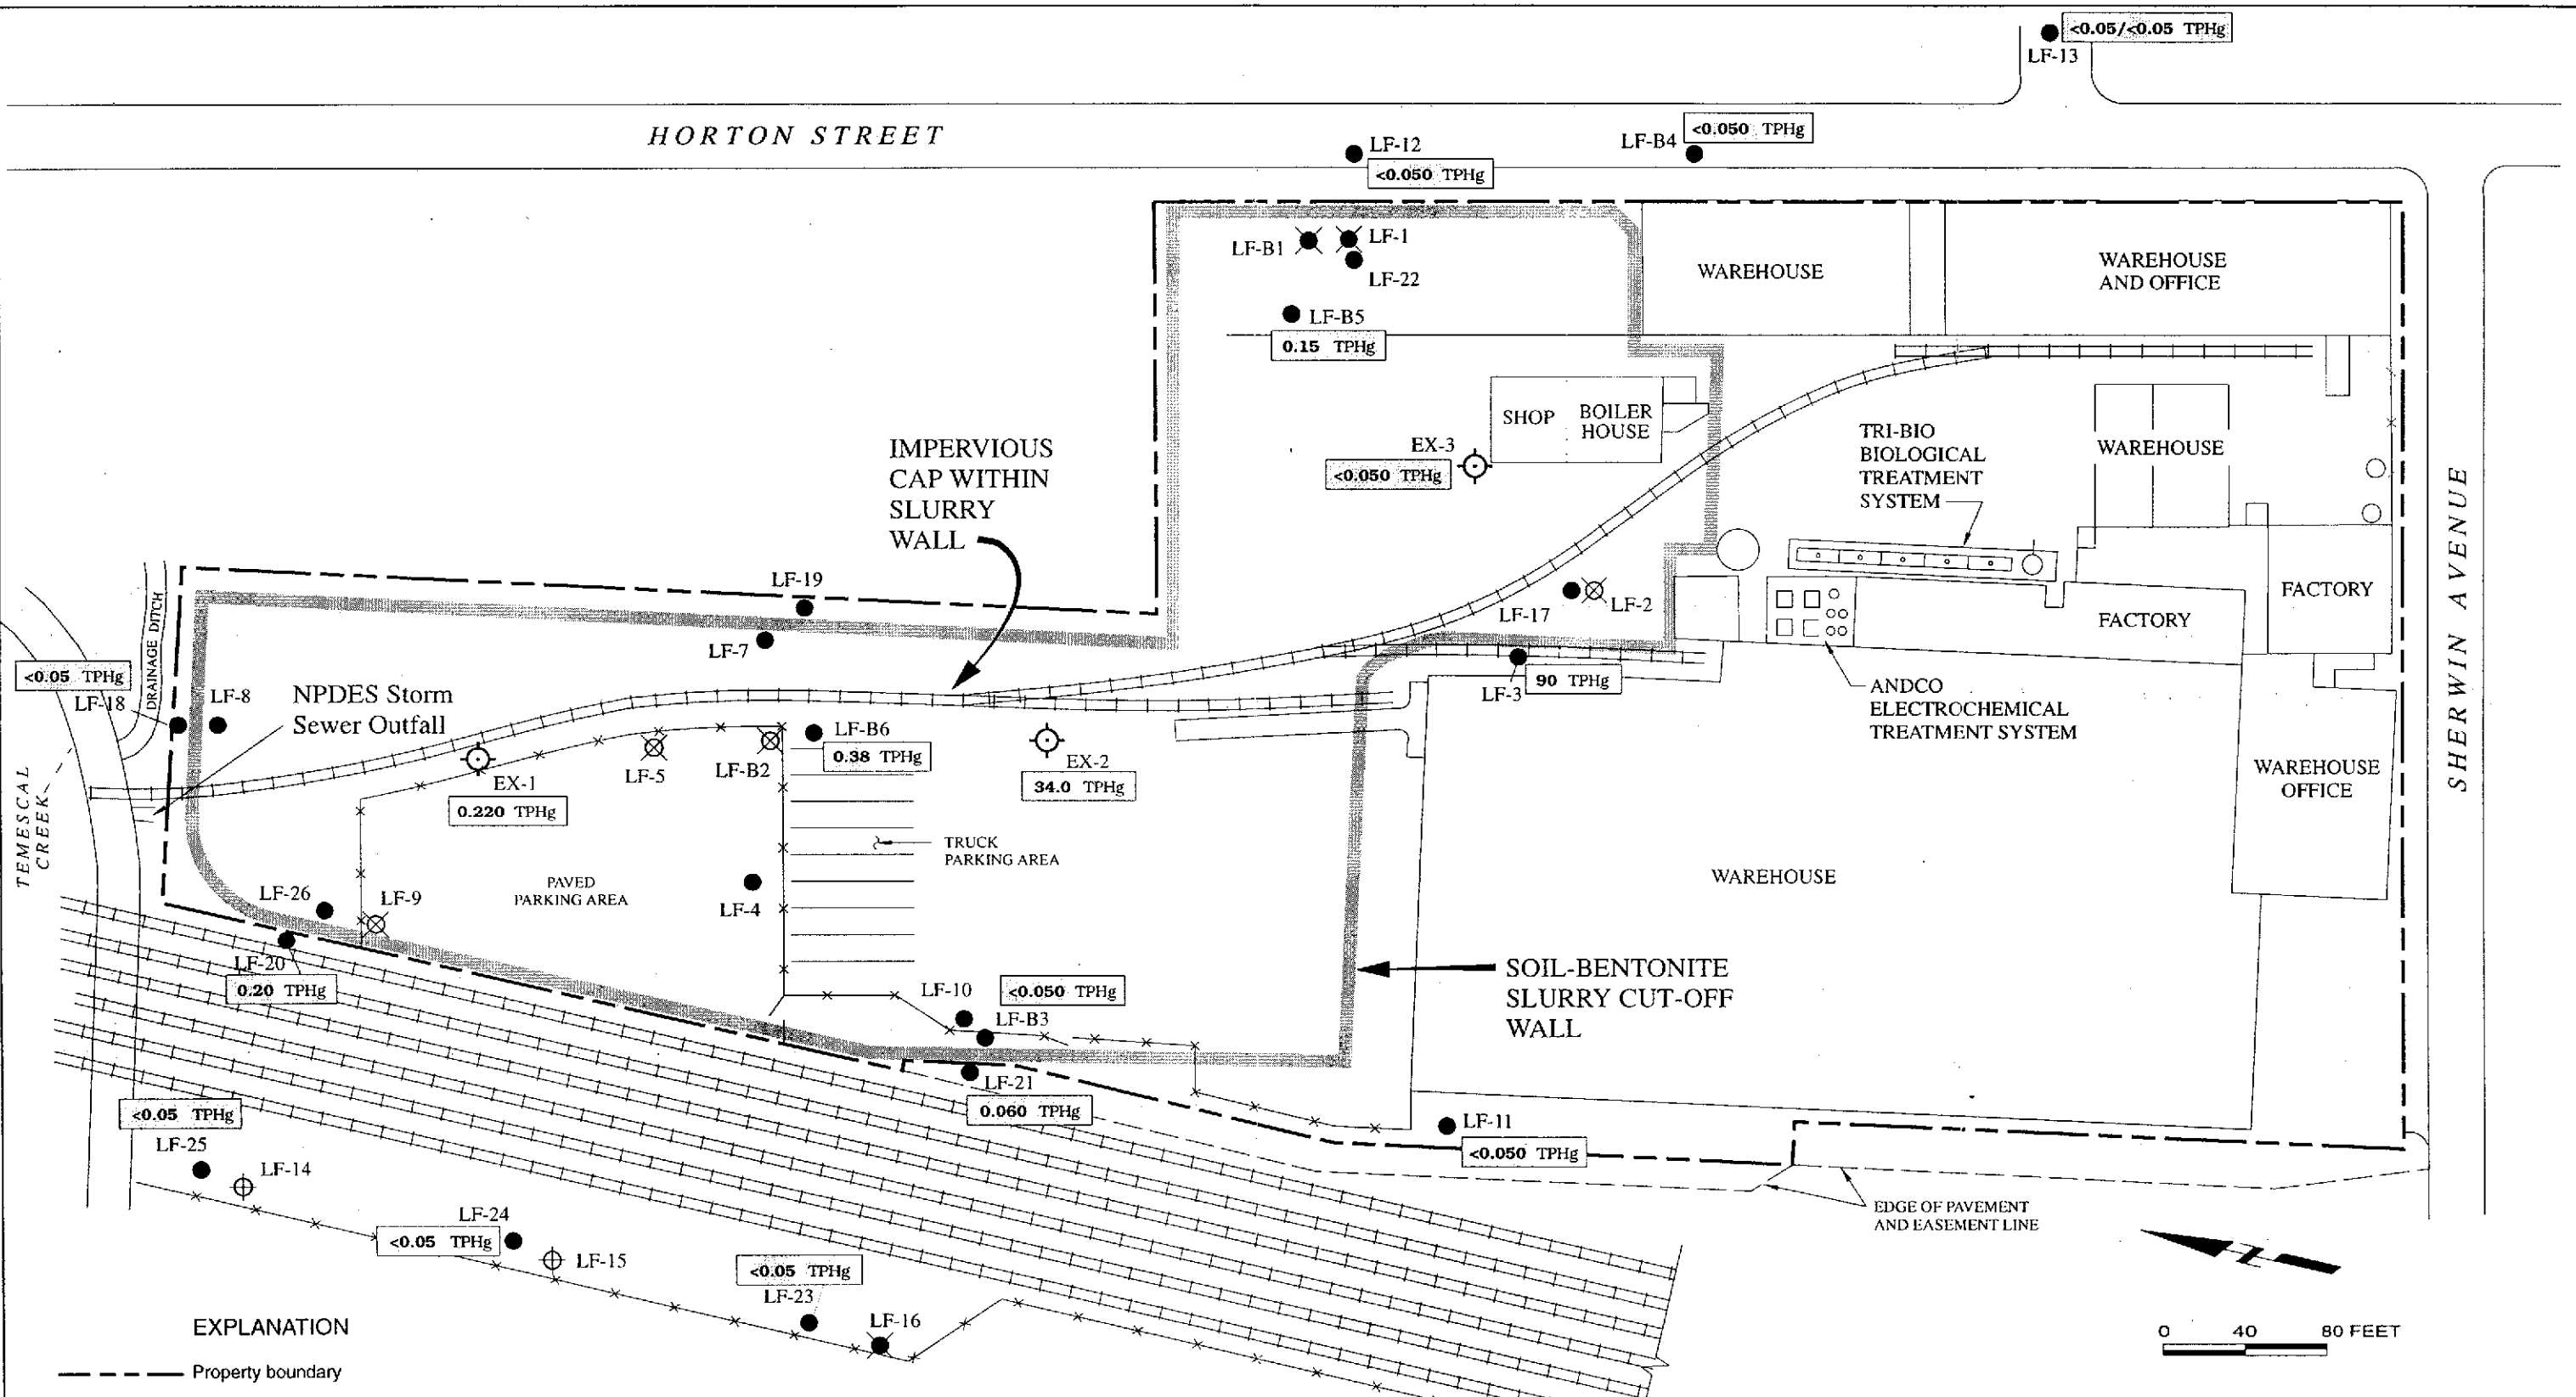 <0.05/<0.05 TPHg
LF-13
HORTON STREET
LF-12
<0.050 TPHg
LF-B4
<0.050 TPHg
LF-B1
LF-1
LF-22
LF-B5
0.15 TPHg
WAREHOUSE
WAREHOUSE
AND OFFICE
SHOP
BOILER
HOUSE
EX-3
<0.050 TPHg
TRI-BIO
BIOLOGICAL
TREATMENT
SYSTEM
WAREHOUSE
SHERWIN AVENUE
IMPERVIOUS
CAP WITHIN
SLURRY
WALL
LF-19
LF-7
LF-17
LF-2
FACTORY
FACTORY
DRAINAGE DITCH
<0.05 TPHg
LF-18
LF-8
NPDES Storm
Sewer Outfall
LF-3
90 TPHg
ANDCO
ELECTROCHEMICAL
TREATMENT SYSTEM
TEMESCAL
CREEK
EX-1
0.220 TPHg
LF-5
LF-B2
LF-B6
0.38 TPHg
EX-2
34.0 TPHg
WAREHOUSE
OFFICE
TRUCK
PARKING AREA
PAVED
PARKING AREA
WAREHOUSE
LF-26
LF-9
LF-4
LF-20
0.20 TPHg
LF-10
<0.050 TPHg
LF-B3
SOIL-BENTONITE
SLURRY CUT-OFF
WALL
LF-21
0.060 TPHg
<0.05 TPHg
LF-25
LF-14
LF-11
<0.050 TPHg
LF-24
<0.05 TPHg
LF-15
EDGE OF PAVEMENT
AND EASEMENT LINE
<0.05 TPHg
LF-23
LF-16
Z
EXPLANATION
0 40 80 FEET
Property boundary